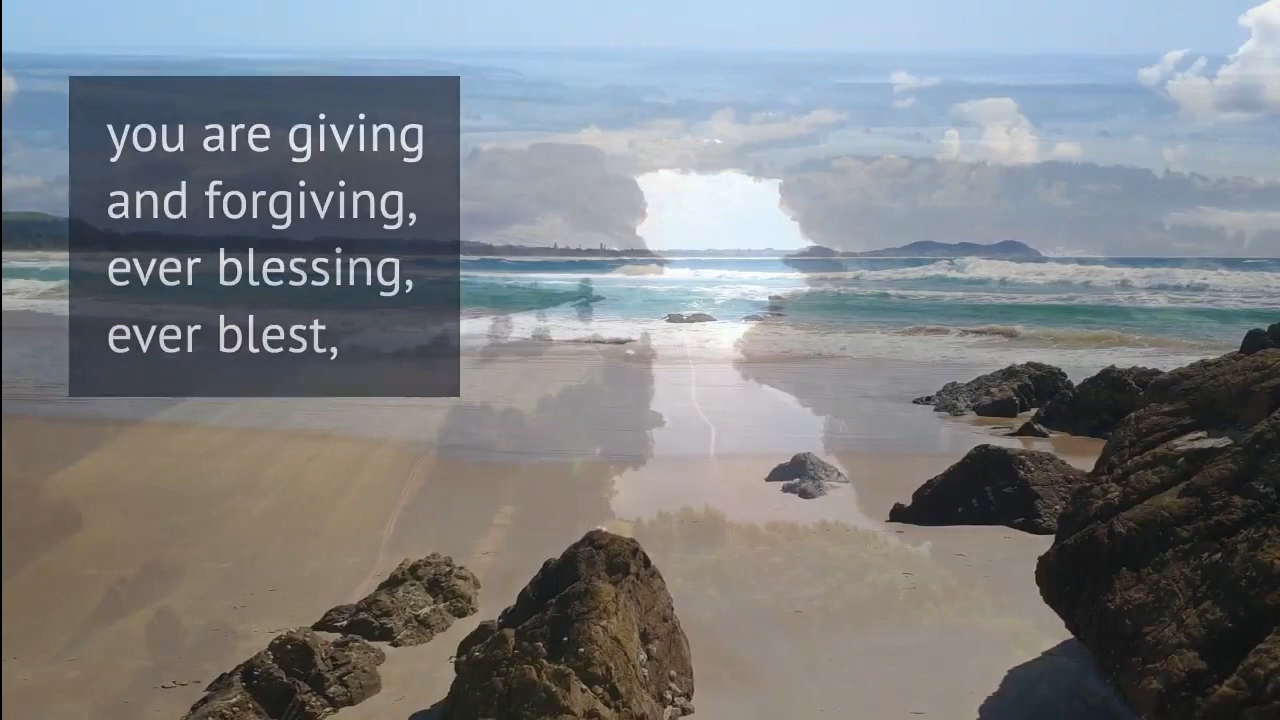 you are giving
and forgiving,
ever blessing,
ever blest,